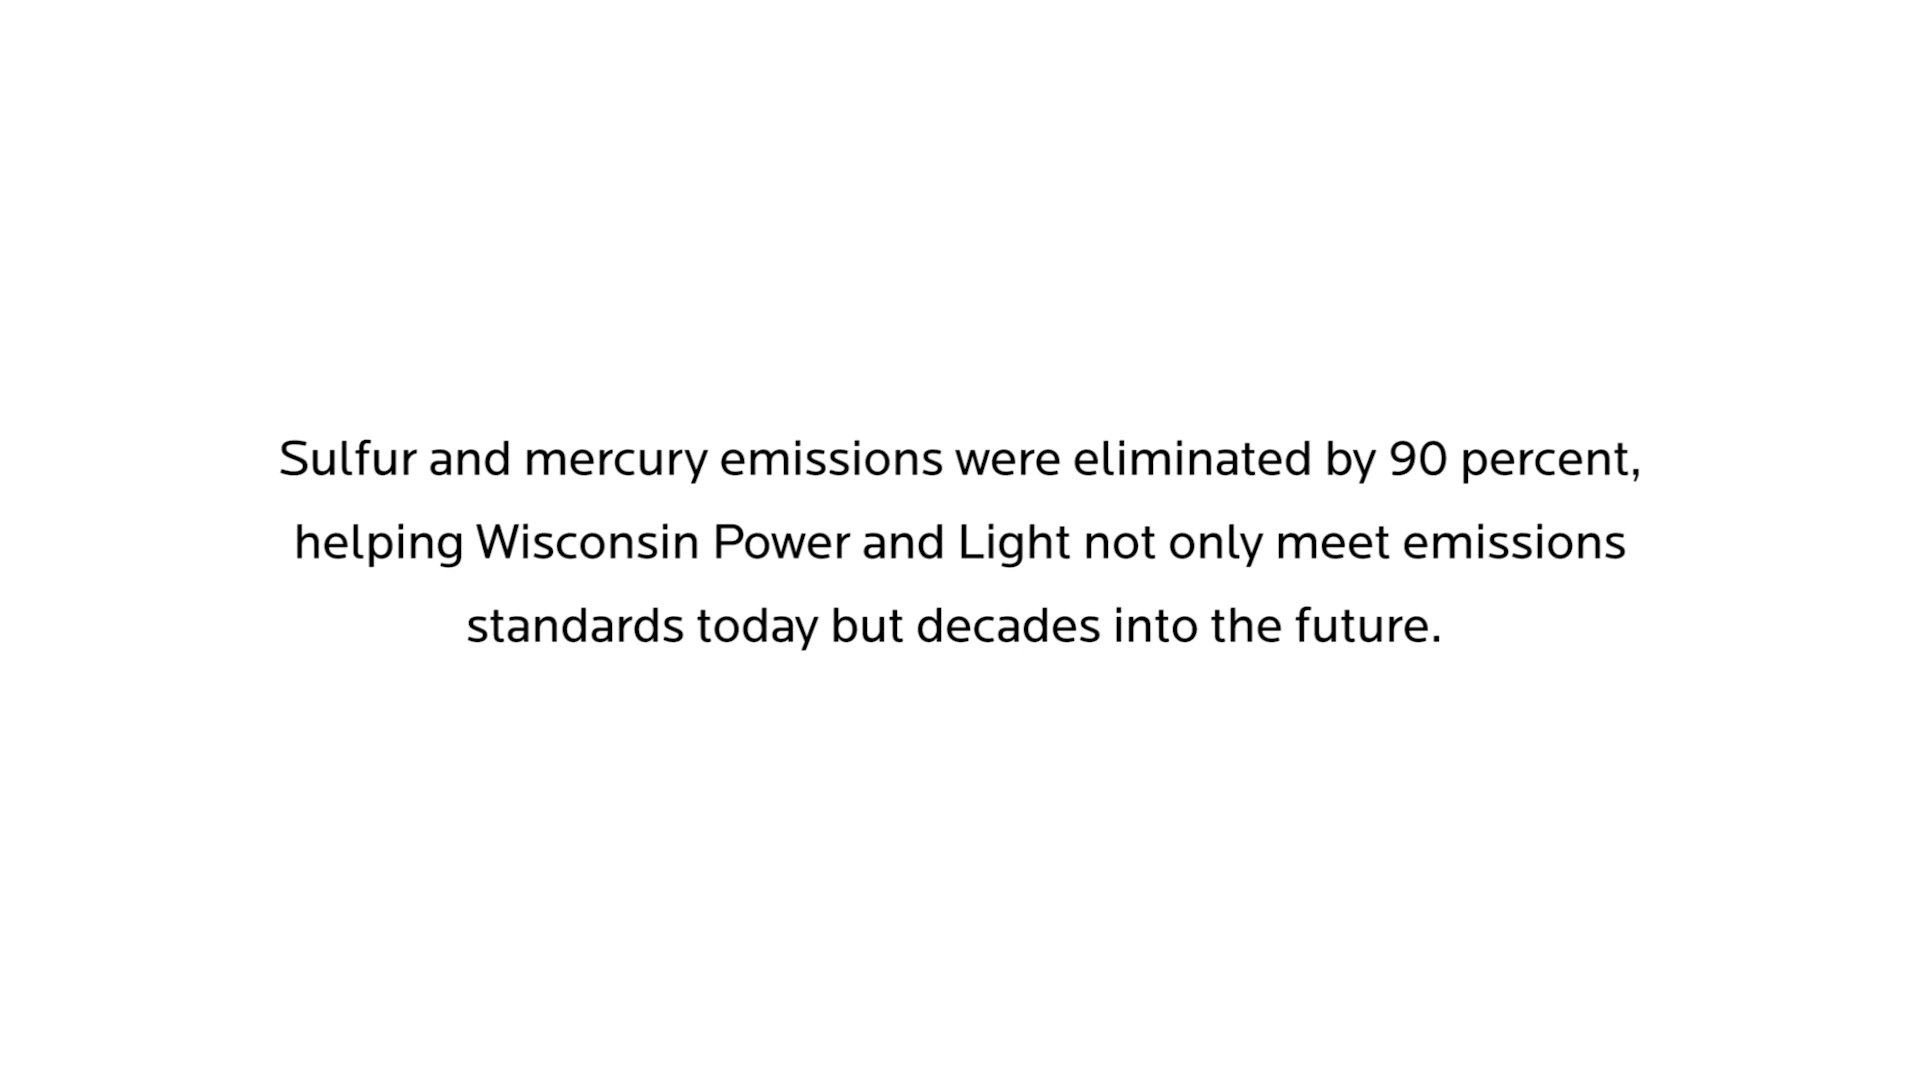 Sulfur and mercury emissions were eliminated by 90 percent,
helping Wisconsin Power and Light not only meet emissions
standards today but decades into the future.